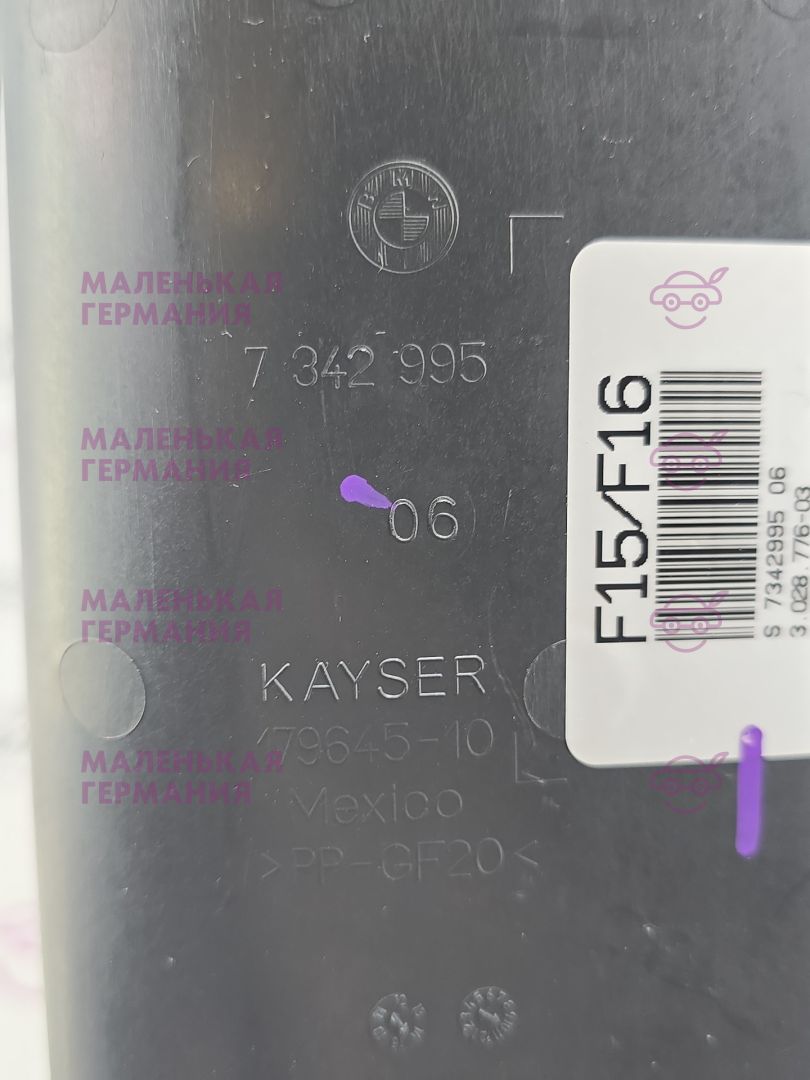 BMW
МАЛЕНЬКАЯ
ГЕРМАНИЯ
7 342 995
F15/F16
МАЛЕНЬКАЯ
ГЕРМАНИЯ
06
S 7342995 06
3.028.776-03
МАЛЕНЬКАЯ
ГЕРМАНИЯ
KAYSER
79645-10
МАЛЕНЬКАЯ
ГЕРМАНИЯ
Mexico
>PP-GF20<